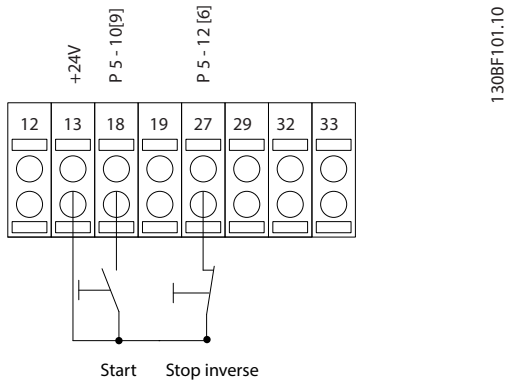 +24V
P 5 - 10[9]
P 5 - 12 [6]
130BF101.10
12 13 18 19 27 29 32 33
Start Stop inverse